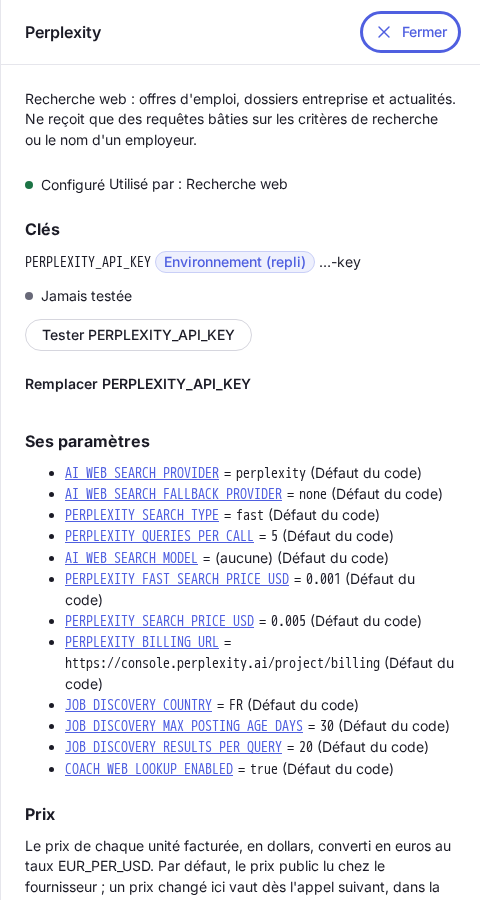 Perplexity
Fermer
Recherche web : offres d'emploi, dossiers entreprise et actualités.
Ne reçoit que des requêtes bâties sur les critères de recherche
ou le nom d'un employeur.
Configuré Utilisé par : Recherche web
Clés
PERPLEXITY_API_KEY Environnement (repli) …-key
Jamais testée
Tester PERPLEXITY_API_KEY
Remplacer PERPLEXITY_API_KEY
Ses paramètres
AI_WEB_SEARCH_PROVIDER = perplexity (Défaut du code)
AI_WEB_SEARCH_FALLBACK_PROVIDER = none (Défaut du code)
PERPLEXITY_SEARCH_TYPE = fast (Défaut du code)
PERPLEXITY_QUERIES_PER_CALL = 5 (Défaut du code)
AI_WEB_SEARCH_MODEL = (aucune) (Défaut du code)
PERPLEXITY_FAST_SEARCH_PRICE_USD = 0.001 (Défaut du
code)
PERPLEXITY_SEARCH_PRICE_USD = 0.005 (Défaut du code)
PERPLEXITY_BILLING_URL =
https://console.perplexity.ai/project/billing (Défaut du
code)
JOB_DISCOVERY_COUNTRY = FR (Défaut du code)
JOB_DISCOVERY_MAX_POSTING_AGE_DAYS = 30 (Défaut du code)
JOB_DISCOVERY_RESULTS_PER_QUERY = 20 (Défaut du code)
COACH_WEB_LOOKUP_ENABLED = true (Défaut du code)
Prix
Le prix de chaque unité facturée, en dollars, converti en euros au
taux EUR_PER_USD. Par défaut, le prix public lu chez le
fournisseur ; un prix changé ici vaut dès l'appel suivant, dans la